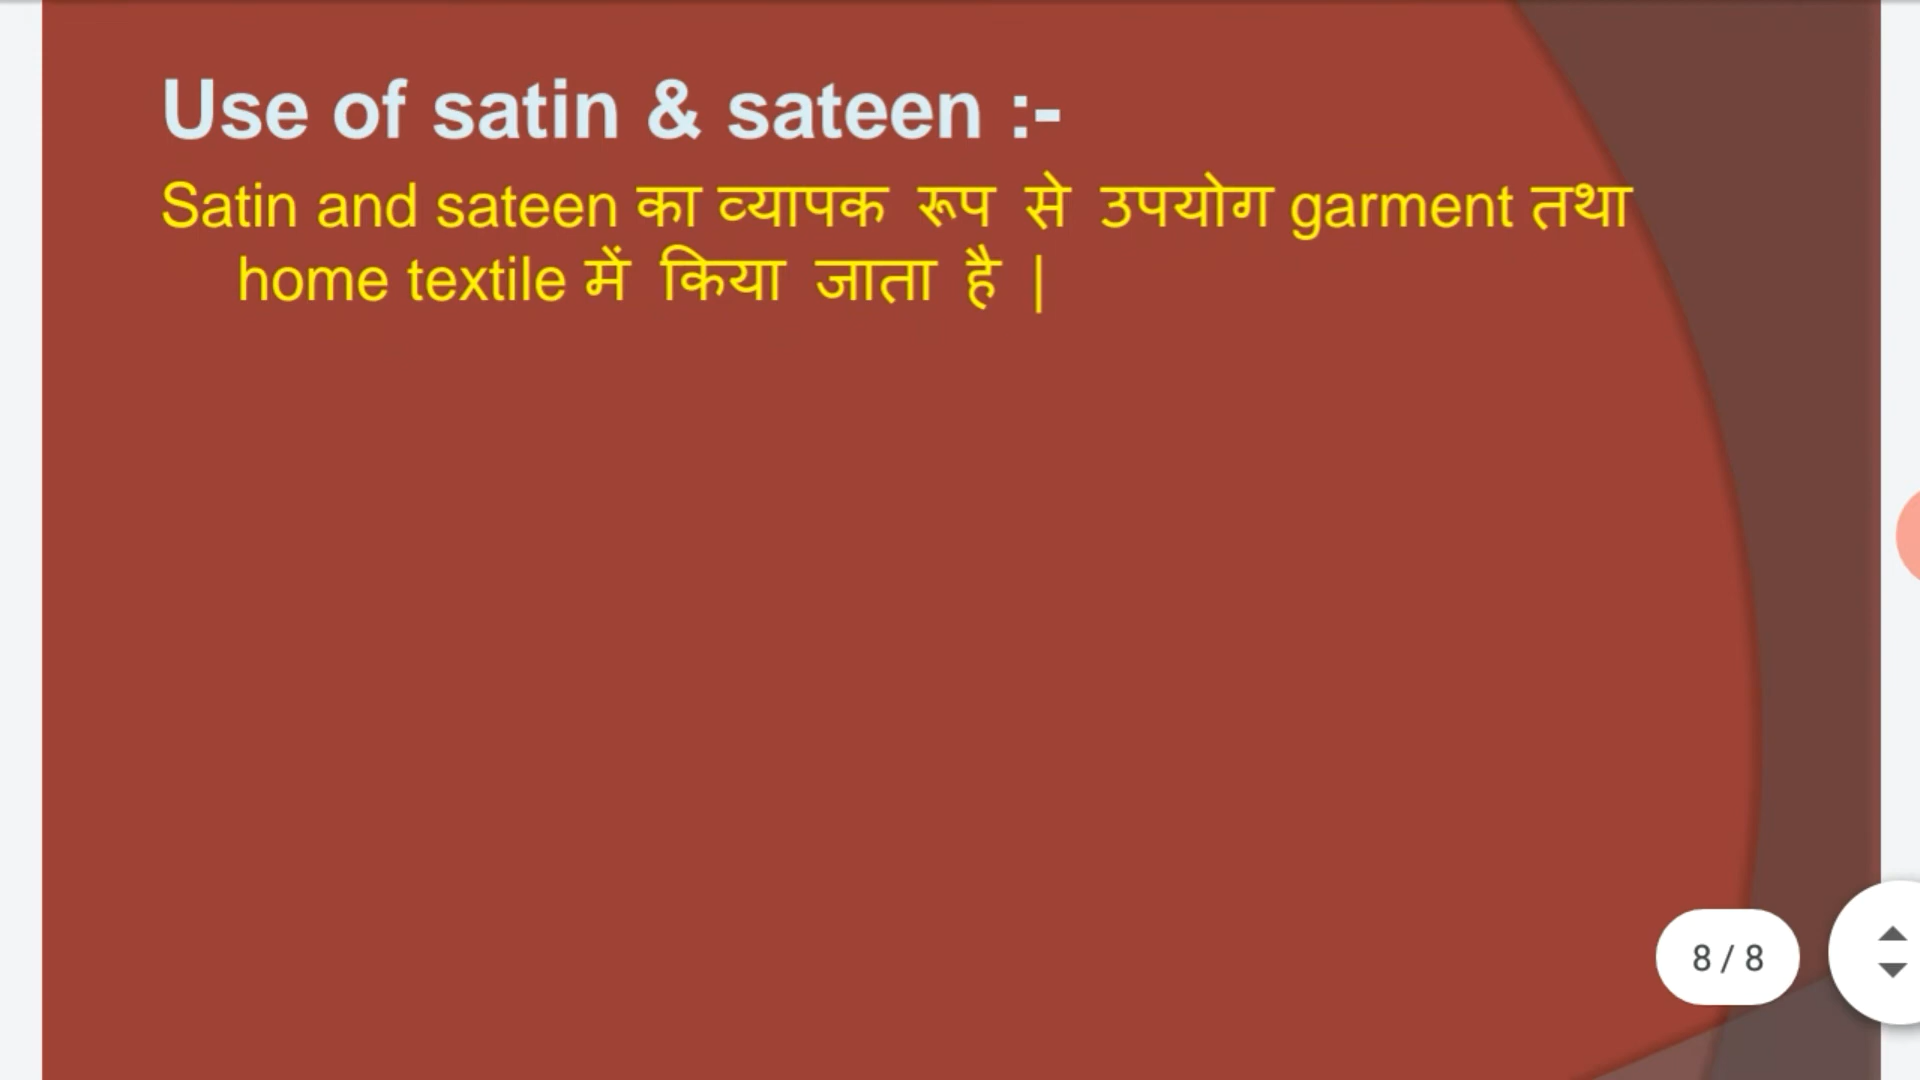 Use of satin & sateen :-
Satin and sateen का व्यापक रूप से उपयोग garment तथा
home textile में किया जाता है |
8 / 8